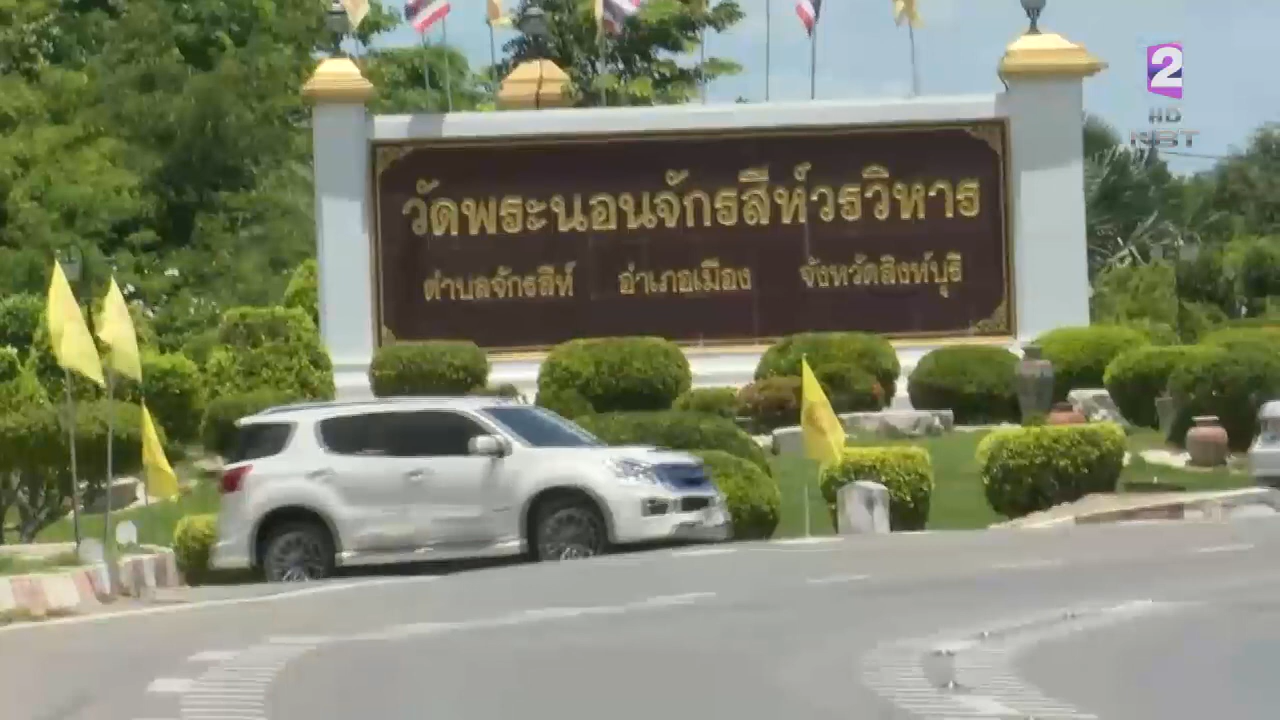 2
HD
NBT
วัดพระนอนจักรสีห์วรวิหาร
ตำบลจักรสีห์ อำเภอเมือง จังหวัดสิงห์บุรี